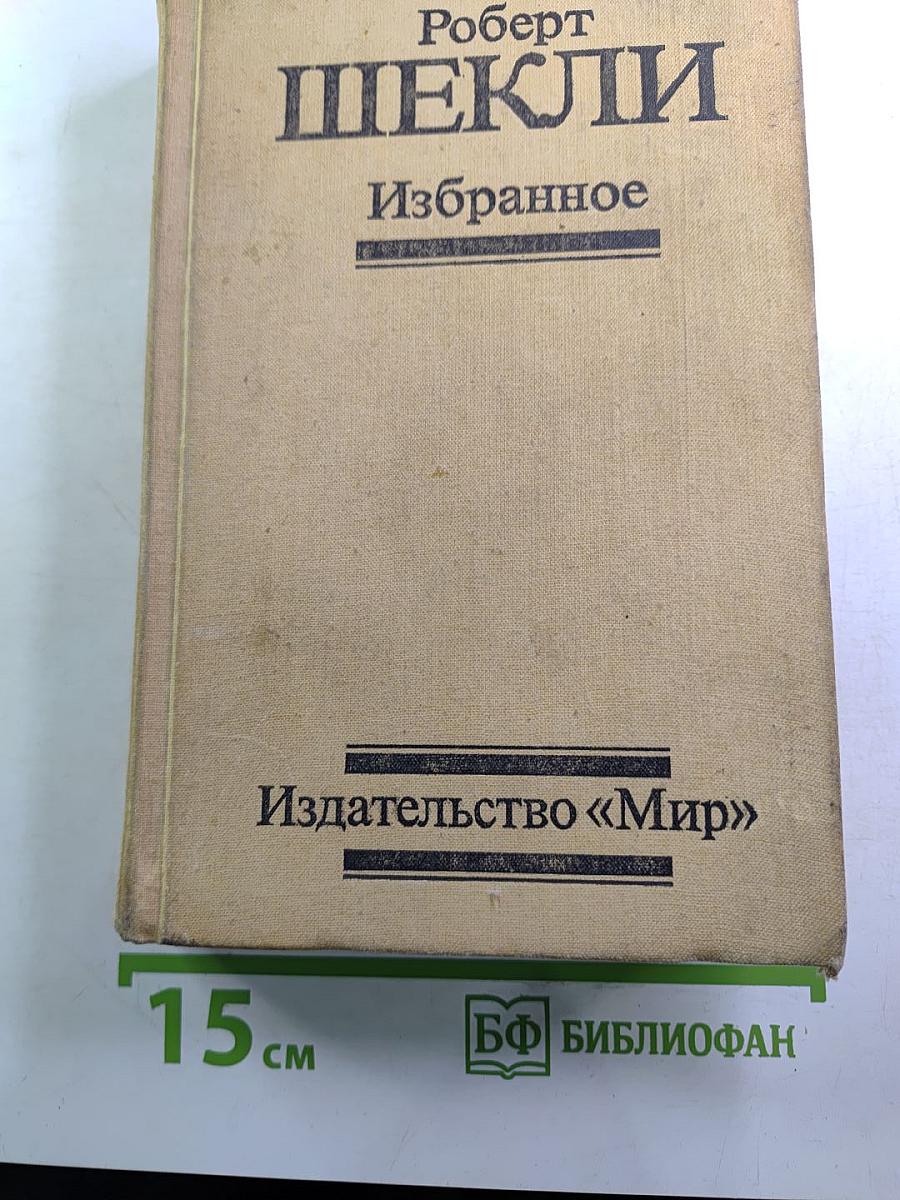 Роберт
ШЕКЛИ
Избранное
Издательство «Мир»
15 см
БФ БИБЛИОФАН